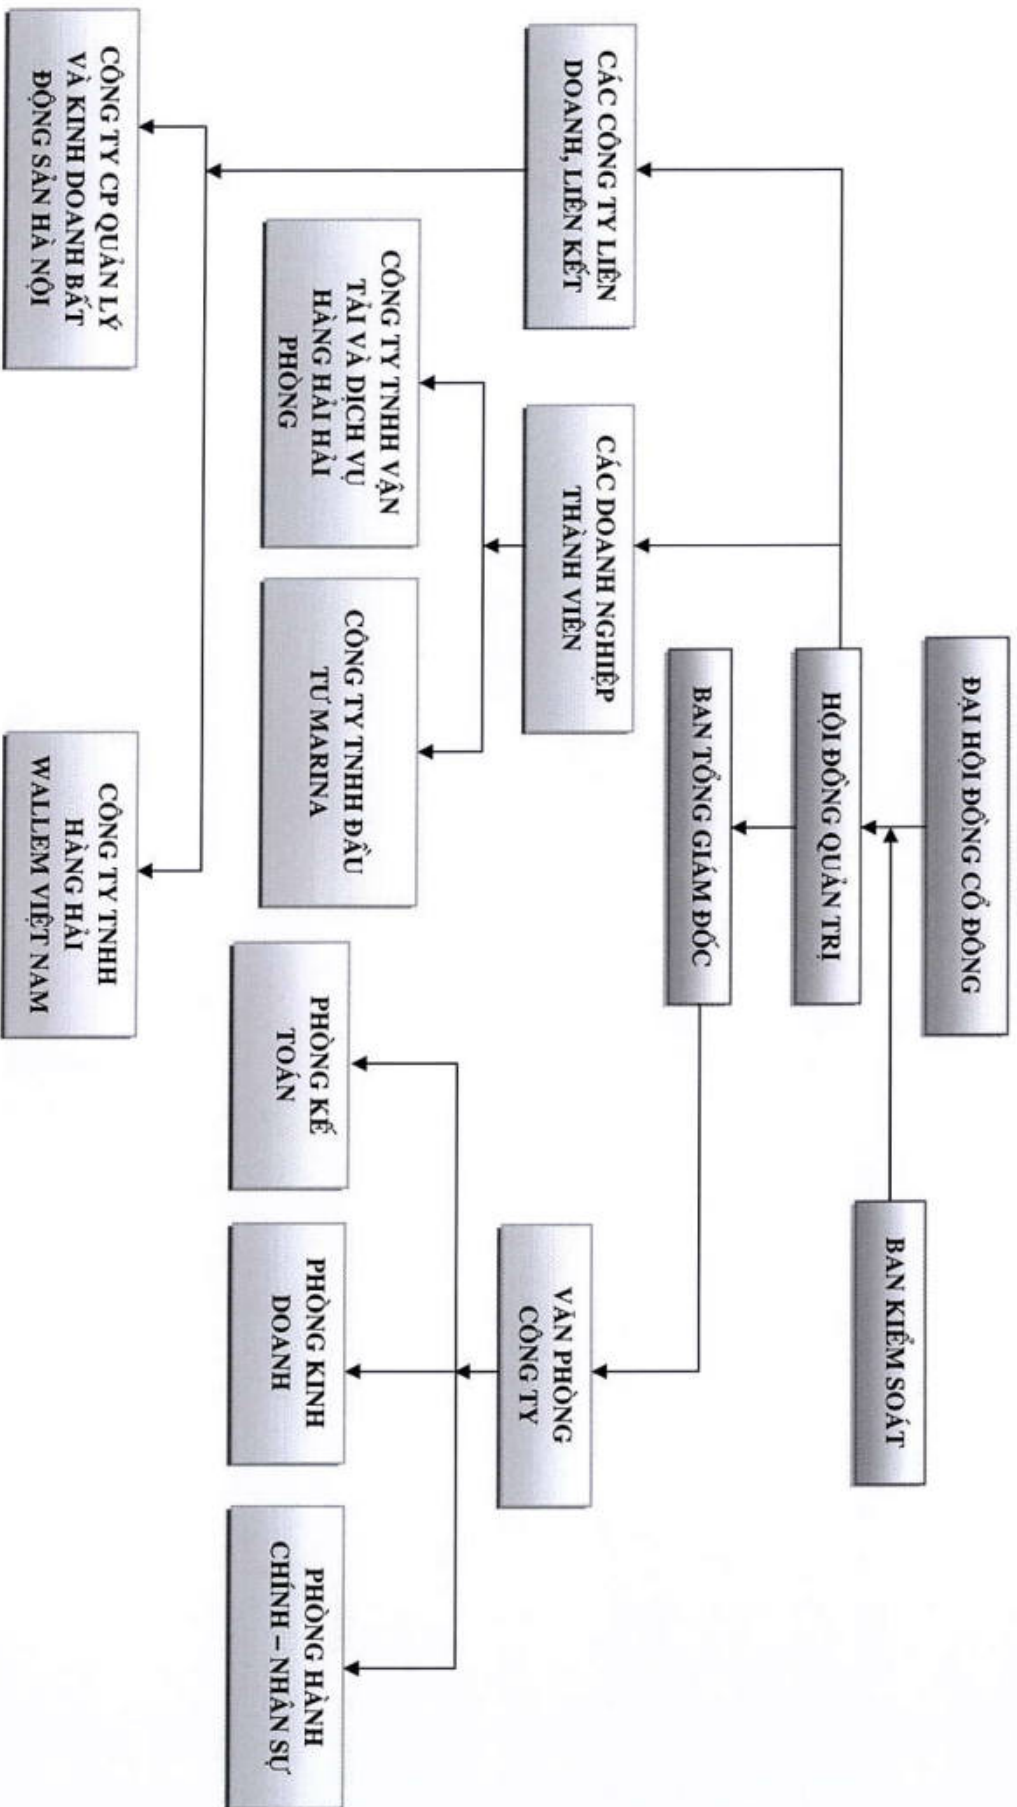 ĐẠI HỘI ĐỒNG CỔ ĐÔNG
BAN KIỂM SOÁT
HỘI ĐỒNG QUẢN TRỊ
BAN TỔNG GIÁM ĐỐC
CÁC CÔNG TY LIÊN
DOANH, LIÊN KẾT
CÁC DOANH NGHIỆP
THÀNH VIÊN
VĂN PHÒNG
CÔNG TY
CÔNG TY TNHH VẬN
TẢI VÀ DỊCH VỤ
HÀNG HẢI HẢI
PHÒNG
CÔNG TY TNHH ĐẦU
TƯ MARINA
PHÒNG KẾ
TOÁN
PHÒNG KINH
DOANH
PHÒNG HÀNH
CHÍNH – NHÂN SỰ
CÔNG TY CP QUẢN LÝ
VÀ KINH DOANH BẤT
ĐỘNG SẢN HÀ NỘI
CÔNG TY TNHH
HÀNG HẢI
WALLEM VIỆT NAM